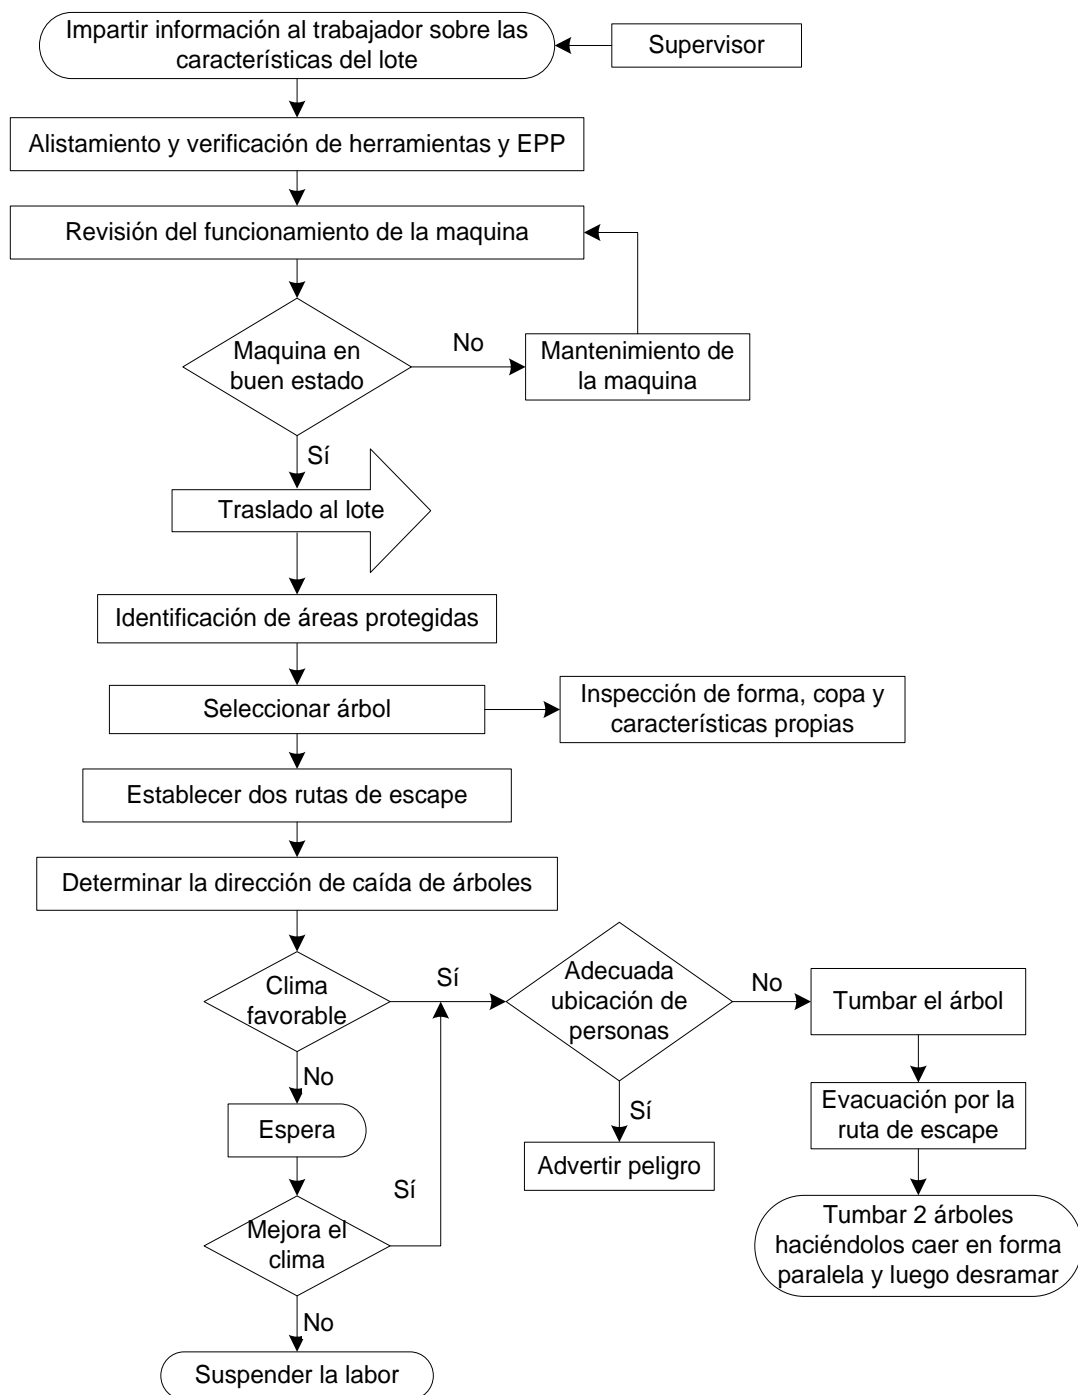 Impartir información al trabajador sobre las
características del lote
Supervisor
Alistamiento y verificación de herramientas y EPP
Revisión del funcionamiento de la maquina
Maquina en
buen estado
No
Mantenimiento de
la maquina
Sí
Traslado al lote
Identificación de áreas protegidas
Seleccionar árbol
Inspección de forma, copa y
características propias
Establecer dos rutas de escape
Determinar la dirección de caída de árboles
Clima
favorable
Sí
Adecuada
ubicación de
personas
No
Tumbar el árbol
No
Espera
Sí
Advertir peligro
Evacuación por la
ruta de escape
Sí
Mejora el
clima
Tumbar 2 árboles
haciéndolos caer en forma
paralela y luego desramar
No
Suspender la labor